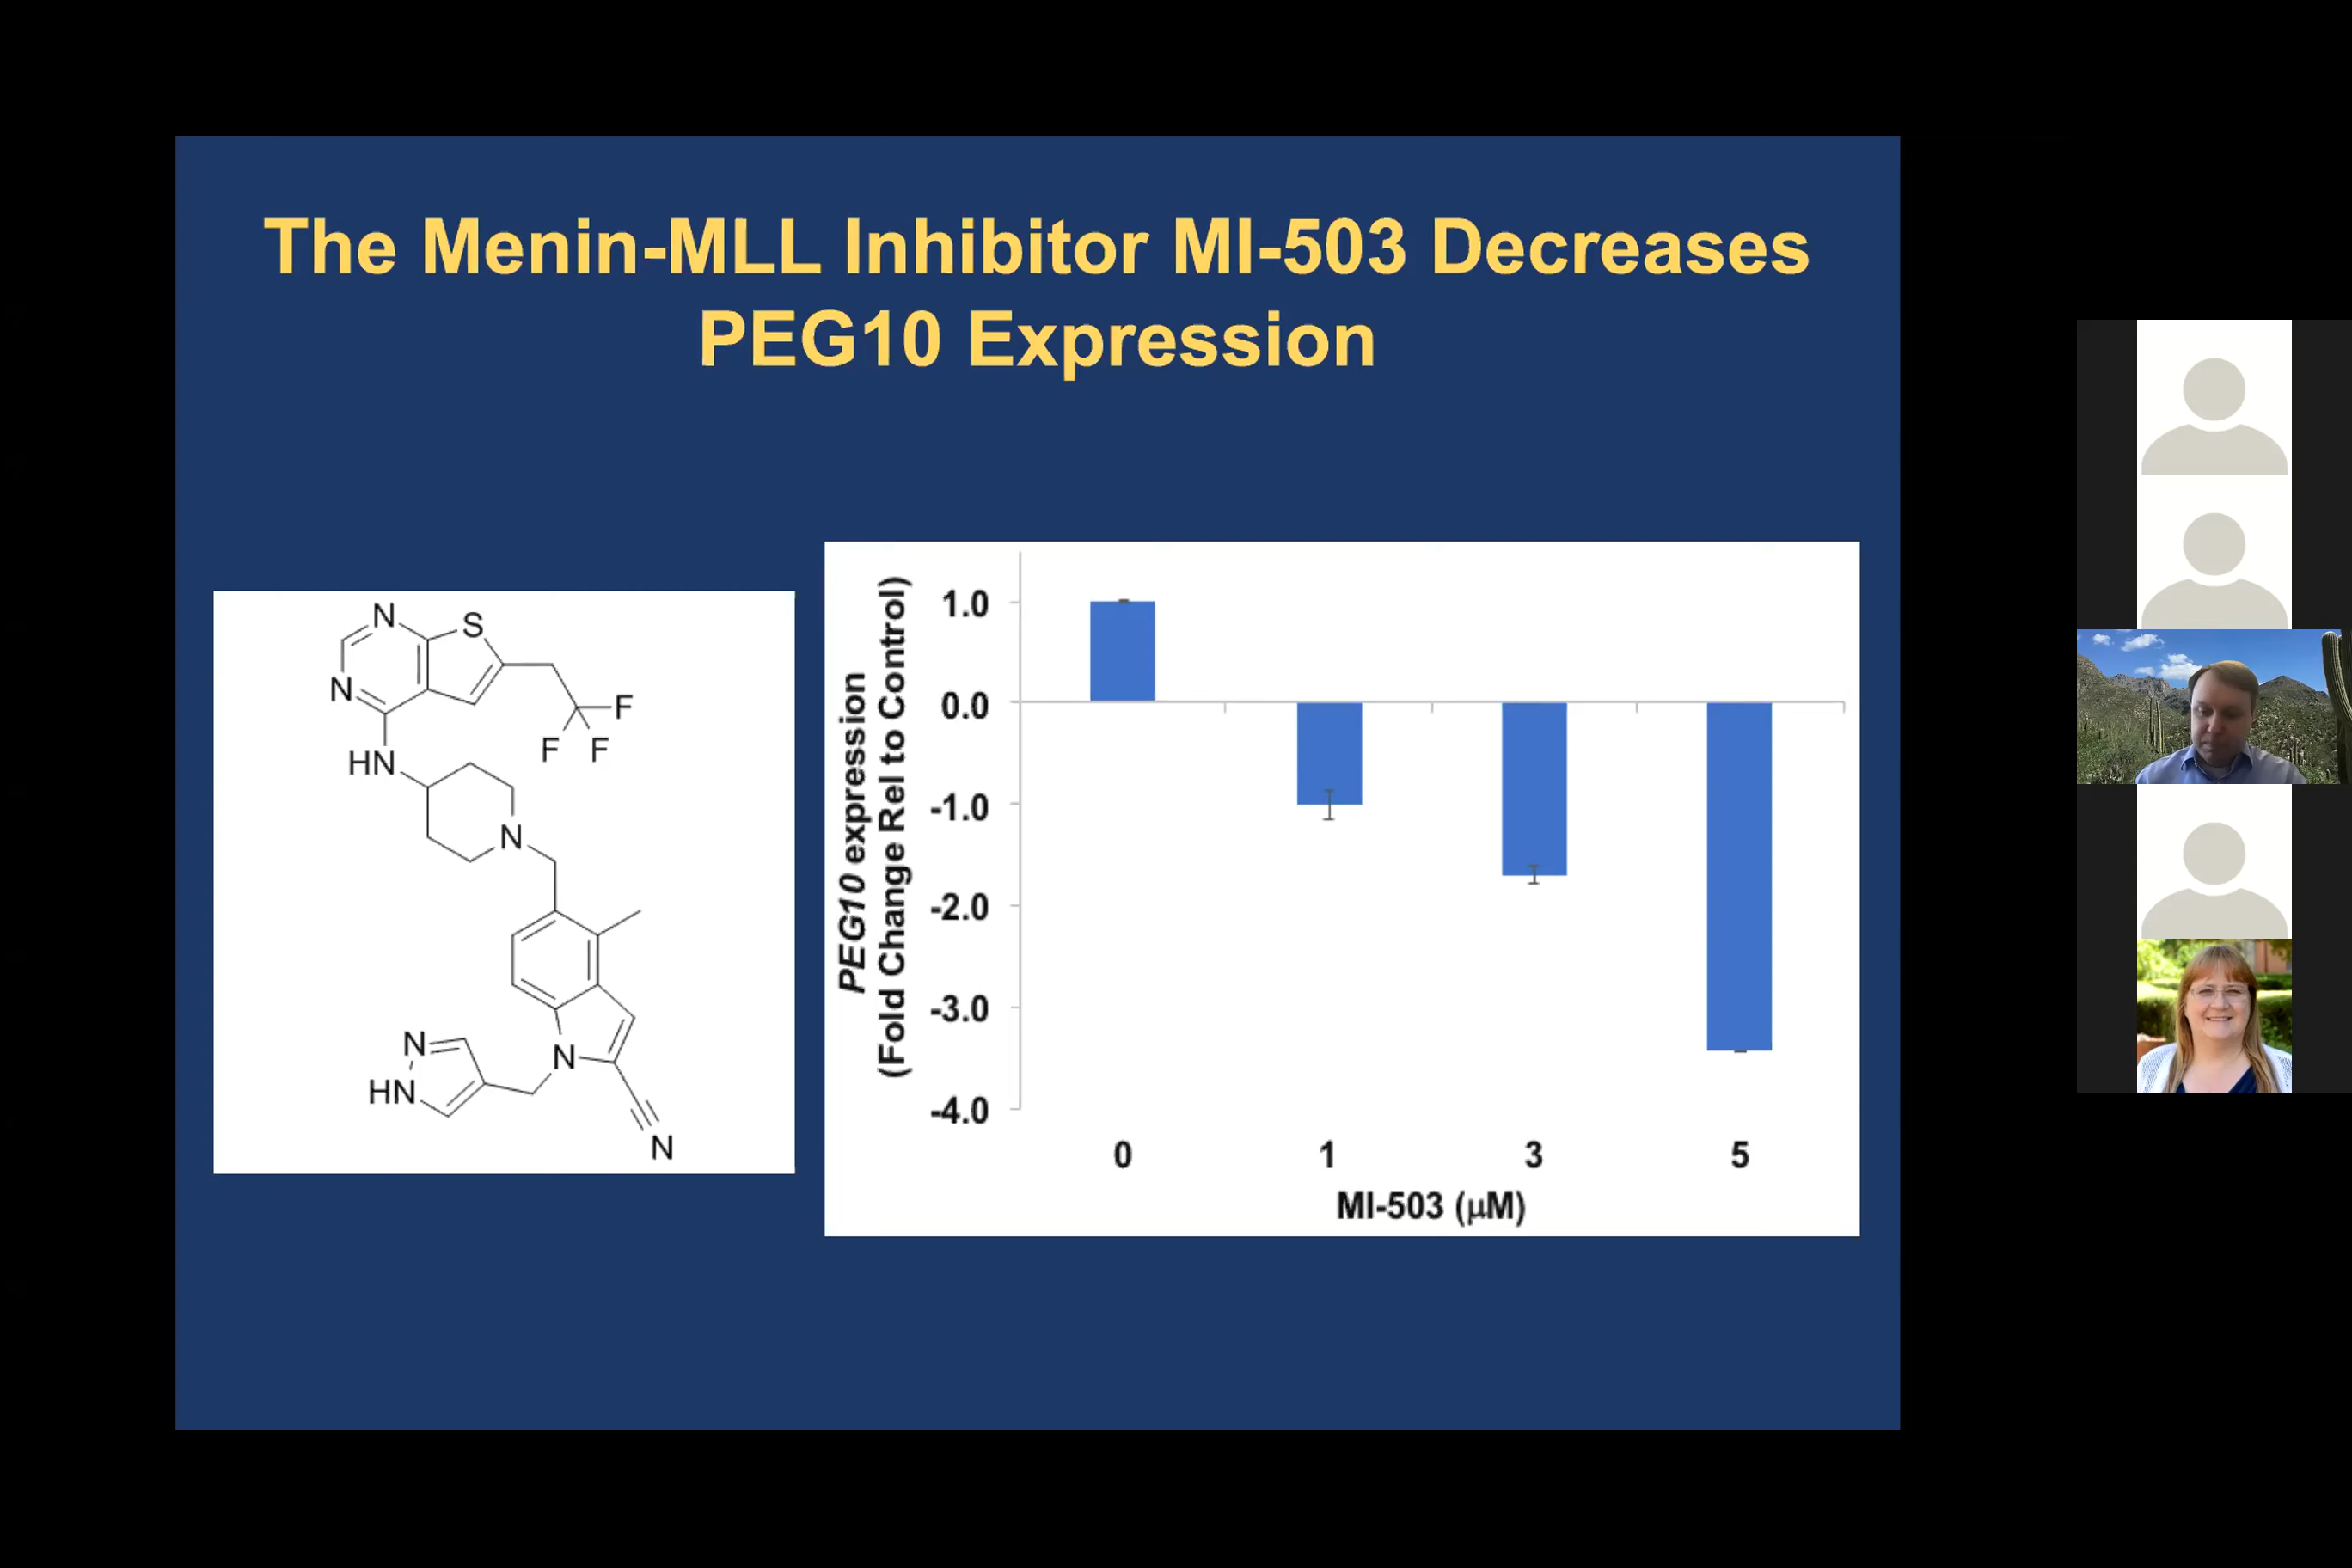 The Menin-MLL Inhibitor MI-503 Decreases
PEG10 Expression
N
S
N
F
F
F
HN
N
N
HN
N
N
PEG10 expression
(Fold Change Rel to Control)
1.0
0.0
-1.0
-2.0
-3.0
-4.0
0
1
3
5
MI-503 (μM)